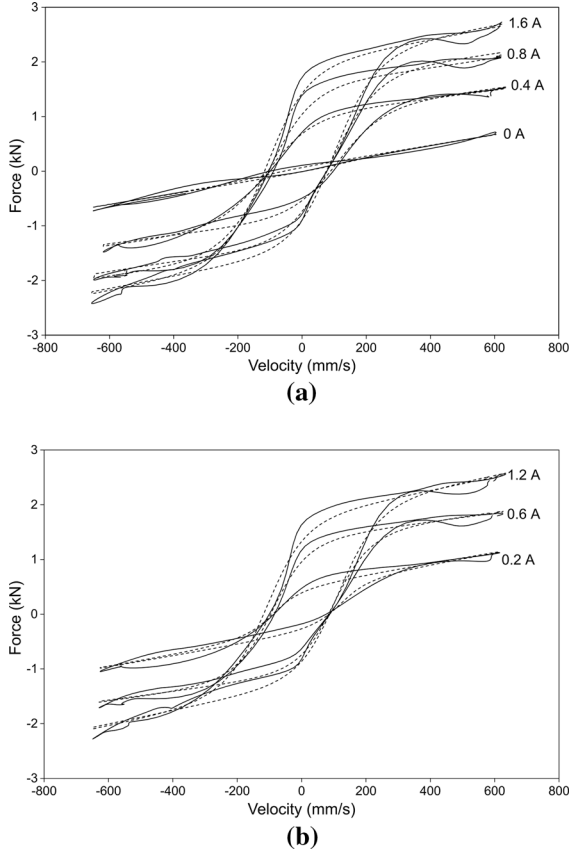 3
1.6 A
2
0.8 A
0.4 A
1
0 A
0
-1
-2
-3
Force (kN)
-800 -600 -400 -200 0 200 400 600 800
Velocity (mm/s)
(a)
3
1.2 A
2
0.6 A
1
0.2 A
0
-1
-2
-3
Force (kN)
-800 -600 -400 -200 0 200 400 600 800
Velocity (mm/s)
(b)